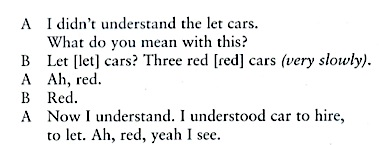 A I didn't understand the let cars.
What do you mean with this?
B Let [let] cars? Three red [red] cars (very slowly).
A Ah, red.
B Red.
A Now I understand. I understood car to hire,
to let. Ah, red, yeah I see.